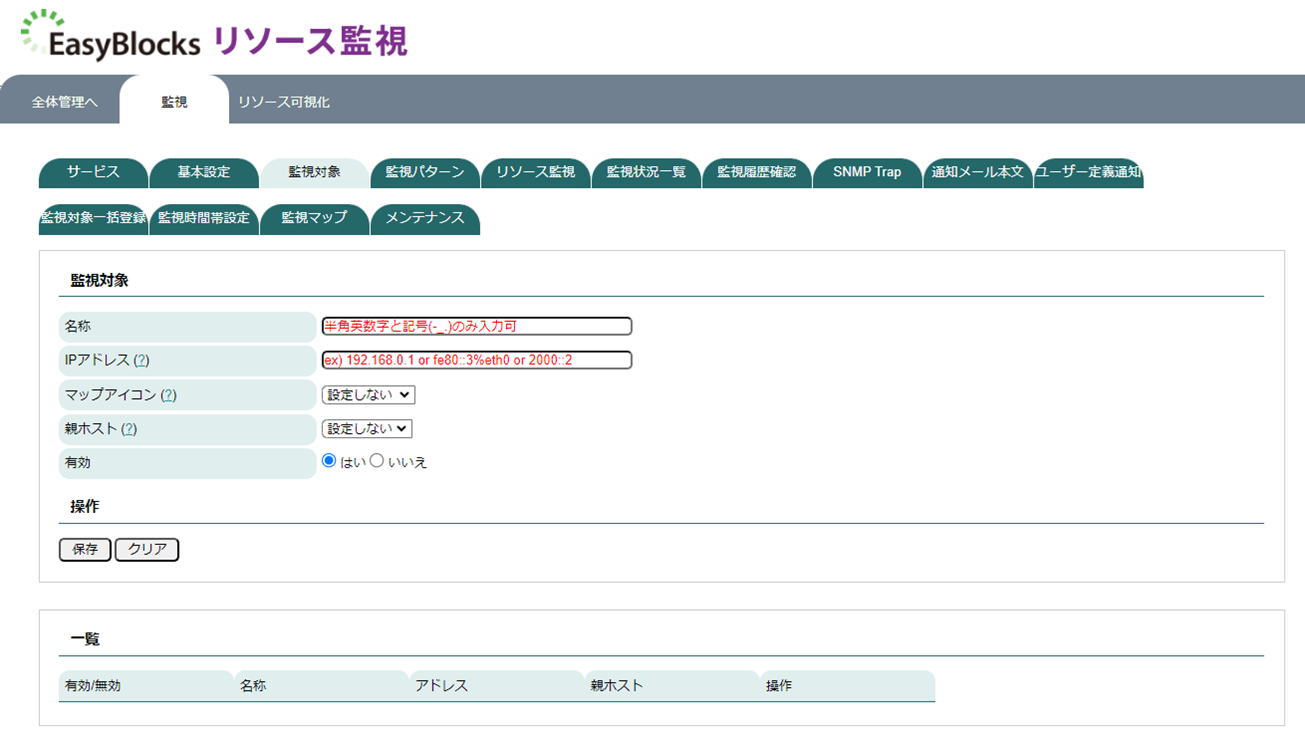 EasyBlocks リソース監視
全体管理へ 監視 リソース可視化
サービス 基本設定 監視対象 監視パターン リソース監視 監視状況一覧 監視履歴確認 SNMP Trap 通知メール本文 ユーザー定義通知
監視対象一括登録 監視時間帯設定 監視マップ メンテナンス
監視対象
名称 半角英数字と記号(-_.)のみ入力可
IPアドレス (?) ex) 192.168.0.1 or fe80::3%eth0 or 2000::2
マップアイコン (?) 設定しない
親ホスト (?) 設定しない
有効 はい いいえ
操作
保存 クリア
一覧
有効/無効 名称 アドレス 親ホスト 操作